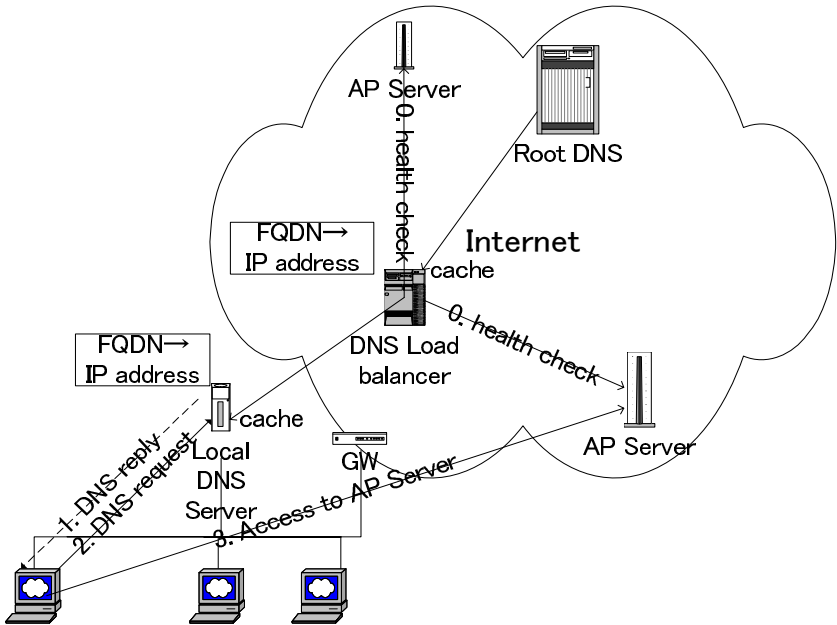 AP Server
0. health check
Root DNS
FQDN→
IP address
Internet
cache
0. health check
DNS Load
balancer
FQDN→
IP address
cache
AP Server
Local
DNS
Server
GW
1. DNS reply
2. DNS request
3. Access to AP Server